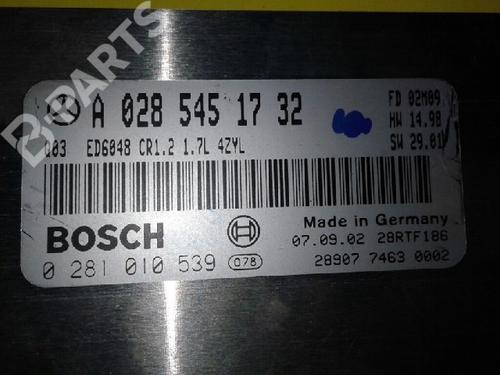 B-PARTS
A 028 545 17 32
FD 02M09
HW 14.98
SW 29.01
Q03 ED6048 CR1.2 1.7L 4ZYL
BOSCH
Made in Germany
07.09.02 28RTF186
0 281 010 539 078
28907 7463 0002